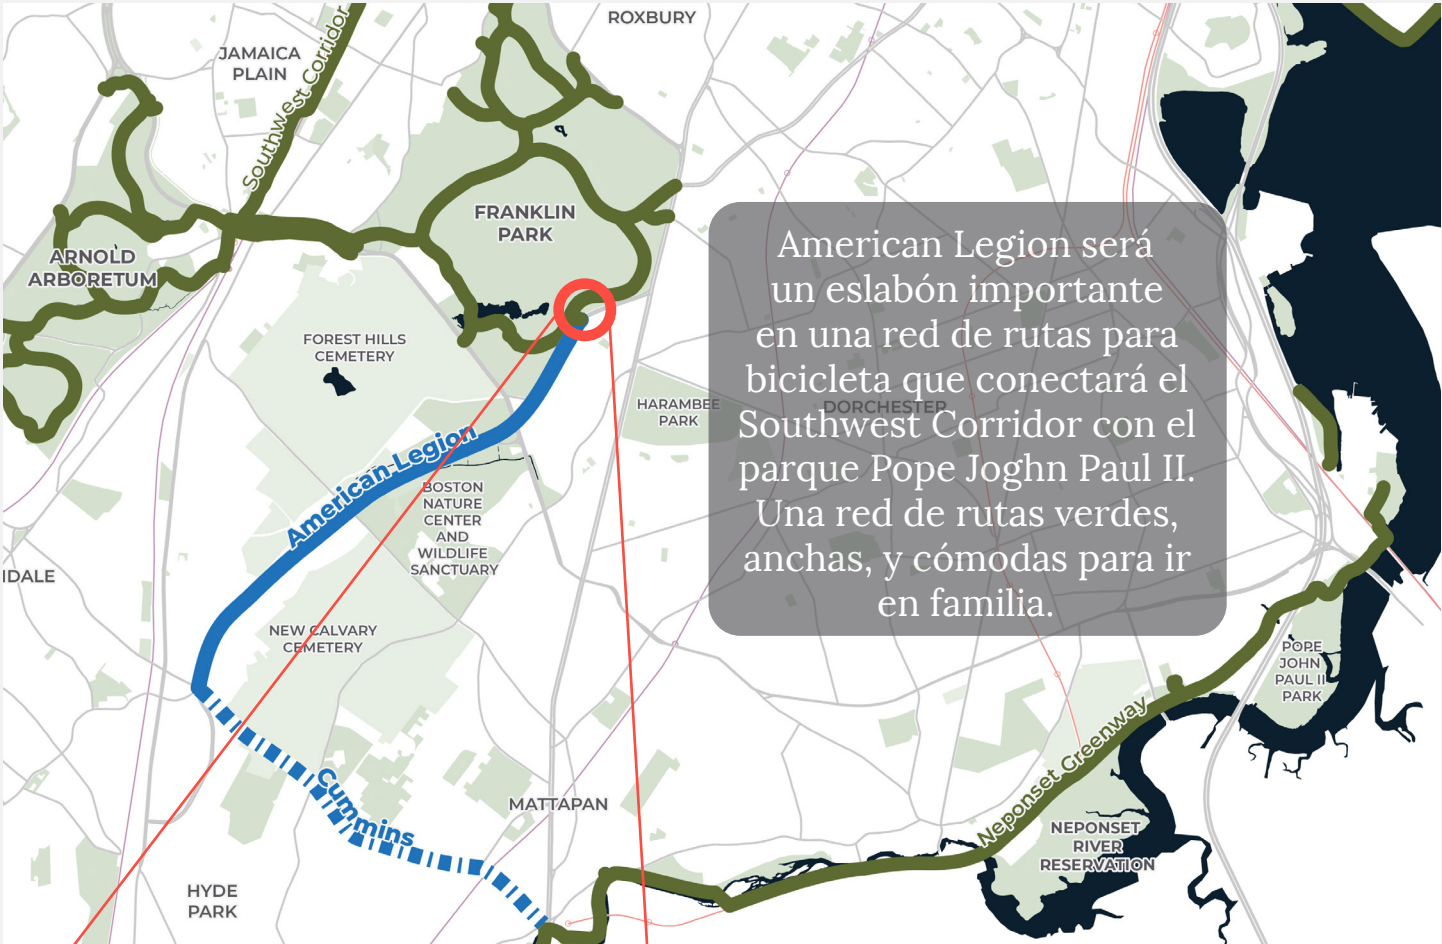 ROXBURY
JAMAICA
PLAIN
Southwest Corridor
FRANKLIN
PARK
ARNOLD
ARBORETUM
American Legion será
un eslabón importante
en una red de rutas para
bicicleta que conectará el
Southwest Corridor con el
parque Pope Joghn Paul II.
Una red de rutas verdes,
anchas, y cómodas para ir
en familia.
FOREST HILLS
CEMETERY
HARAMBEE
PARK
DORCHESTER
American Legion
BOSTON
NATURE
CENTER
AND
WILDLIFE
SANCTUARY
IDALE
NEW CALVARY
CEMETERY
POPE
JOHN
PAUL II
PARK
Neponset Greenway
Cummins
MATTAPAN
NEPONSET
RIVER
RESERVATION
HYDE
PARK